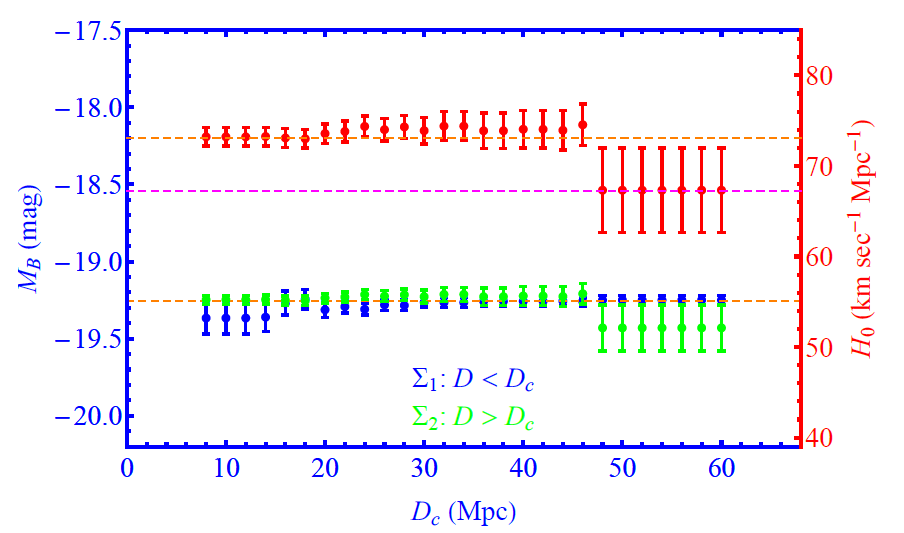 −17.5
−18.0
−18.5
−19.0
−19.5
−20.0
M_B (mag)
80
70
60
50
40
H_0 (km sec^{−1} Mpc^{−1})
Σ_1: D < D_c
Σ_2: D > D_c
0 10 20 30 40 50 60
D_c (Mpc)